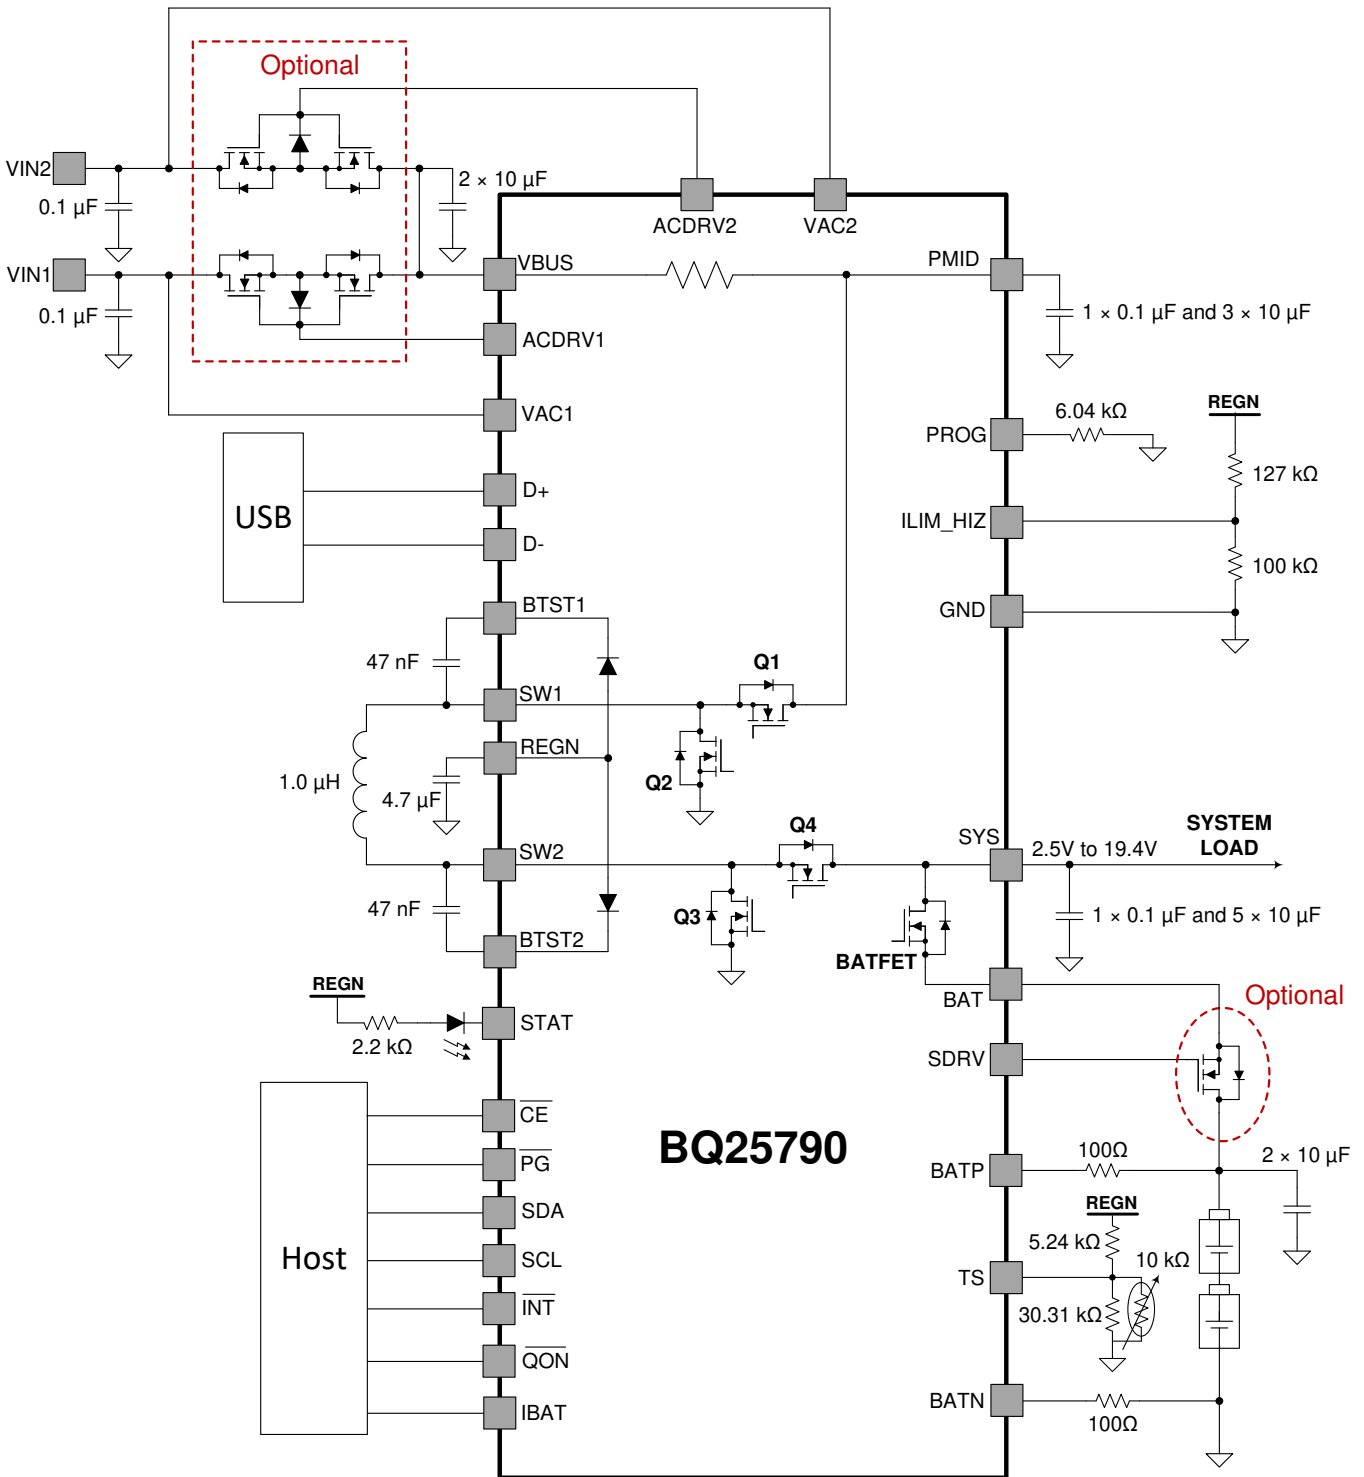 Optional
VIN2
0.1 µF
2 × 10 µF
ACDRV2
VAC2
VIN1
0.1 µF
VBUS
PMID
1 × 0.1 µF and 3 × 10 µF
ACDRV1
VAC1
PROG
6.04 kΩ
REGN
127 kΩ
USB
D+
D-
ILIM_HIZ
100 kΩ
GND
BTST1
47 nF
Q1
SW1
REGN
1.0 µH
4.7 µF
Q2
Q4
SW2
SYS
2.5V to 19.4V
SYSTEM
LOAD
47 nF
Q3
1 × 0.1 µF and 5 × 10 µF
BTST2
BATFET
REGN
BAT
Optional
STAT
2.2 kΩ
SDRV
Host
CE
PG
SDA
SCL
INT
QON
IBAT
BQ25790
BATP
100Ω
2 × 10 µF
REGN
5.24 kΩ
10 kΩ
TS
30.31 kΩ
BATN
100Ω